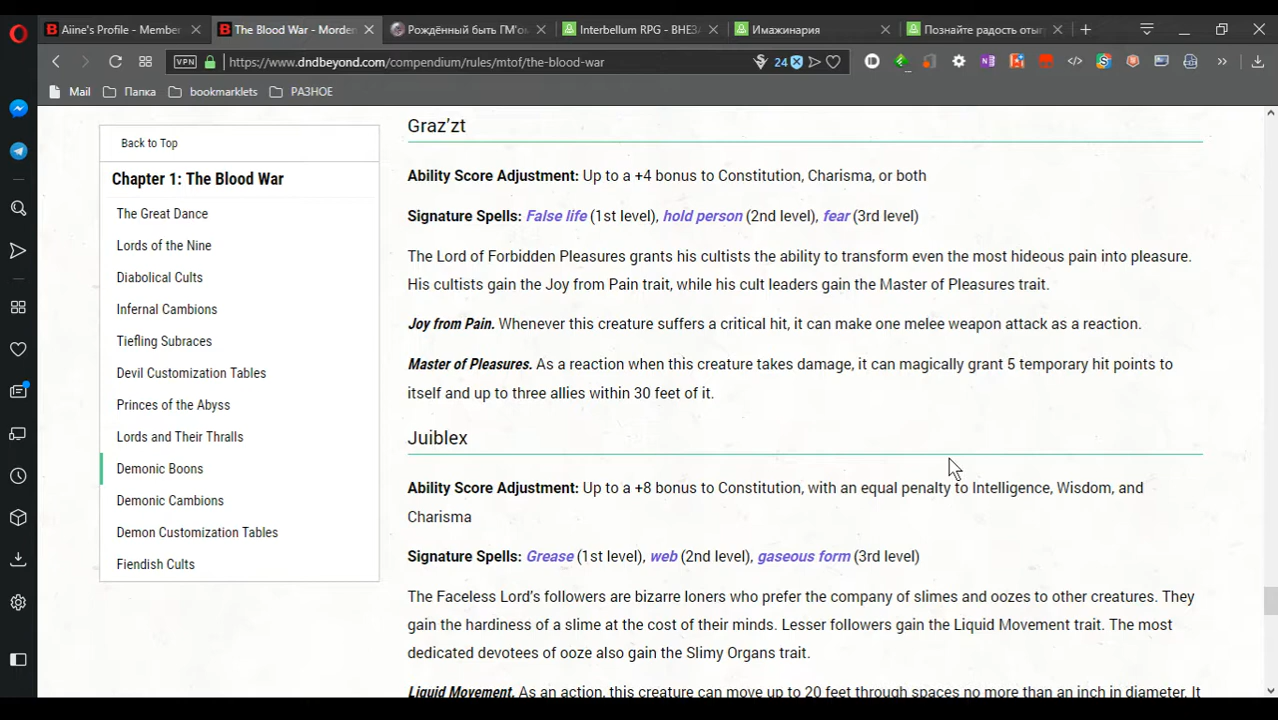 Aiine's Profile - Member
The Blood War - Morden
Рождённый быть ГМ'о
Interbellum RPG - ВНЕЗ
Имажинария
Познайте радость отыг
VPN
https://www.dndbeyond.com/compendium/rules/mtof/the-blood-war
24
Mail
Папка
bookmarklets
РАЗНОЕ
Back to Top
Chapter 1: The Blood War
The Great Dance
Lords of the Nine
Diabolical Cults
Infernal Cambions
Tiefling Subraces
Devil Customization Tables
Princes of the Abyss
Lords and Their Thralls
Demonic Boons
Demonic Cambions
Demon Customization Tables
Fiendish Cults
Graz'zt
Ability Score Adjustment: Up to a +4 bonus to Constitution, Charisma, or both
Signature Spells: False life (1st level), hold person (2nd level), fear (3rd level)
The Lord of Forbidden Pleasures grants his cultists the ability to transform even the most hideous pain into pleasure.
His cultists gain the Joy from Pain trait, while his cult leaders gain the Master of Pleasures trait.
Joy from Pain. Whenever this creature suffers a critical hit, it can make one melee weapon attack as a reaction.
Master of Pleasures. As a reaction when this creature takes damage, it can magically grant 5 temporary hit points to
itself and up to three allies within 30 feet of it.
Juiblex
Ability Score Adjustment: Up to a +8 bonus to Constitution, with an equal penalty to Intelligence, Wisdom, and
Charisma
Signature Spells: Grease (1st level), web (2nd level), gaseous form (3rd level)
The Faceless Lord's followers are bizarre loners who prefer the company of slimes and oozes to other creatures. They
gain the hardiness of a slime at the cost of their minds. Lesser followers gain the Liquid Movement trait. The most
dedicated devotees of ooze also gain the Slimy Organs trait.
Liquid Movement. As an action, this creature can move up to 20 feet through spaces no more than an inch in diameter. It